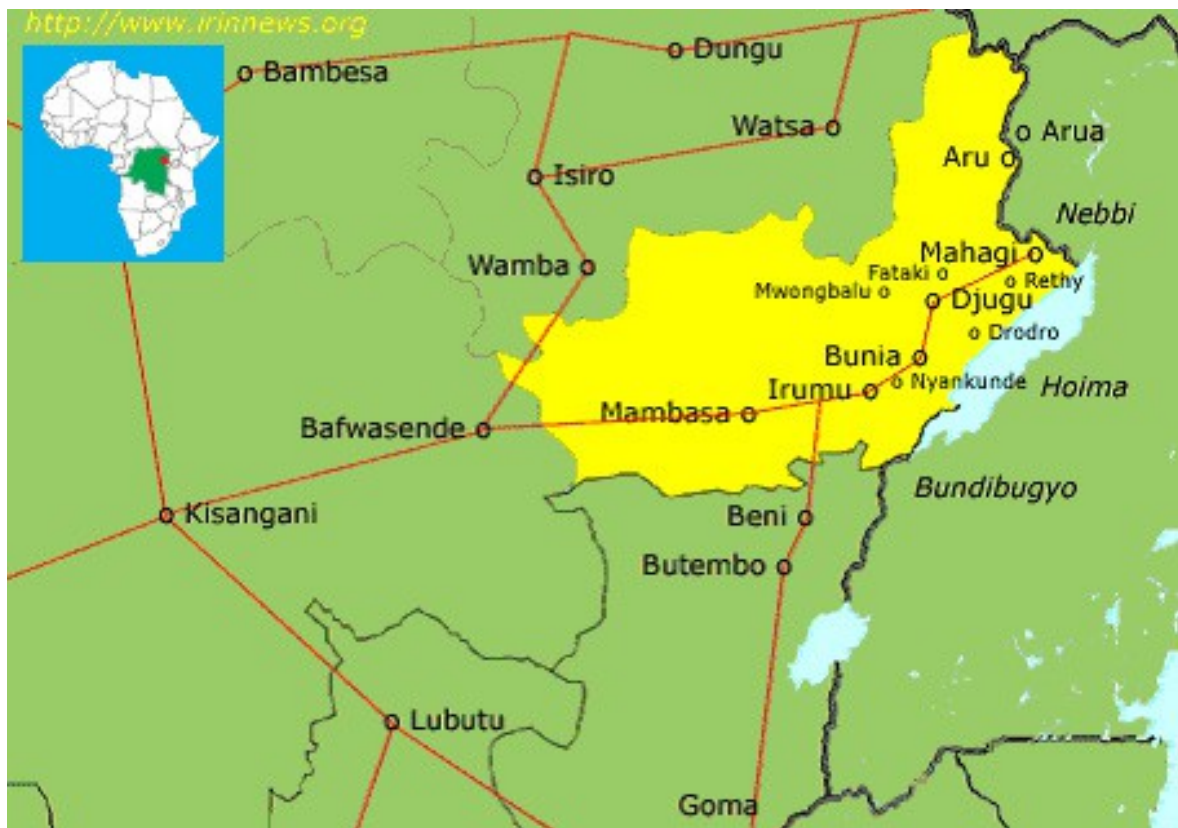 http://www.irinnews.org
Dungu
Bambesa
Watsa
Arua
Aru
Isiro
Nebbi
Mahagi
Wamba
Fataki
Rethy
Mwongbalu
Djugu
Drodro
Bunia
Nyankunde
Hoima
Irumu
Mambasa
Bafwasende
Bundibugyo
Kisangani
Beni
Butembo
Lubutu
Goma